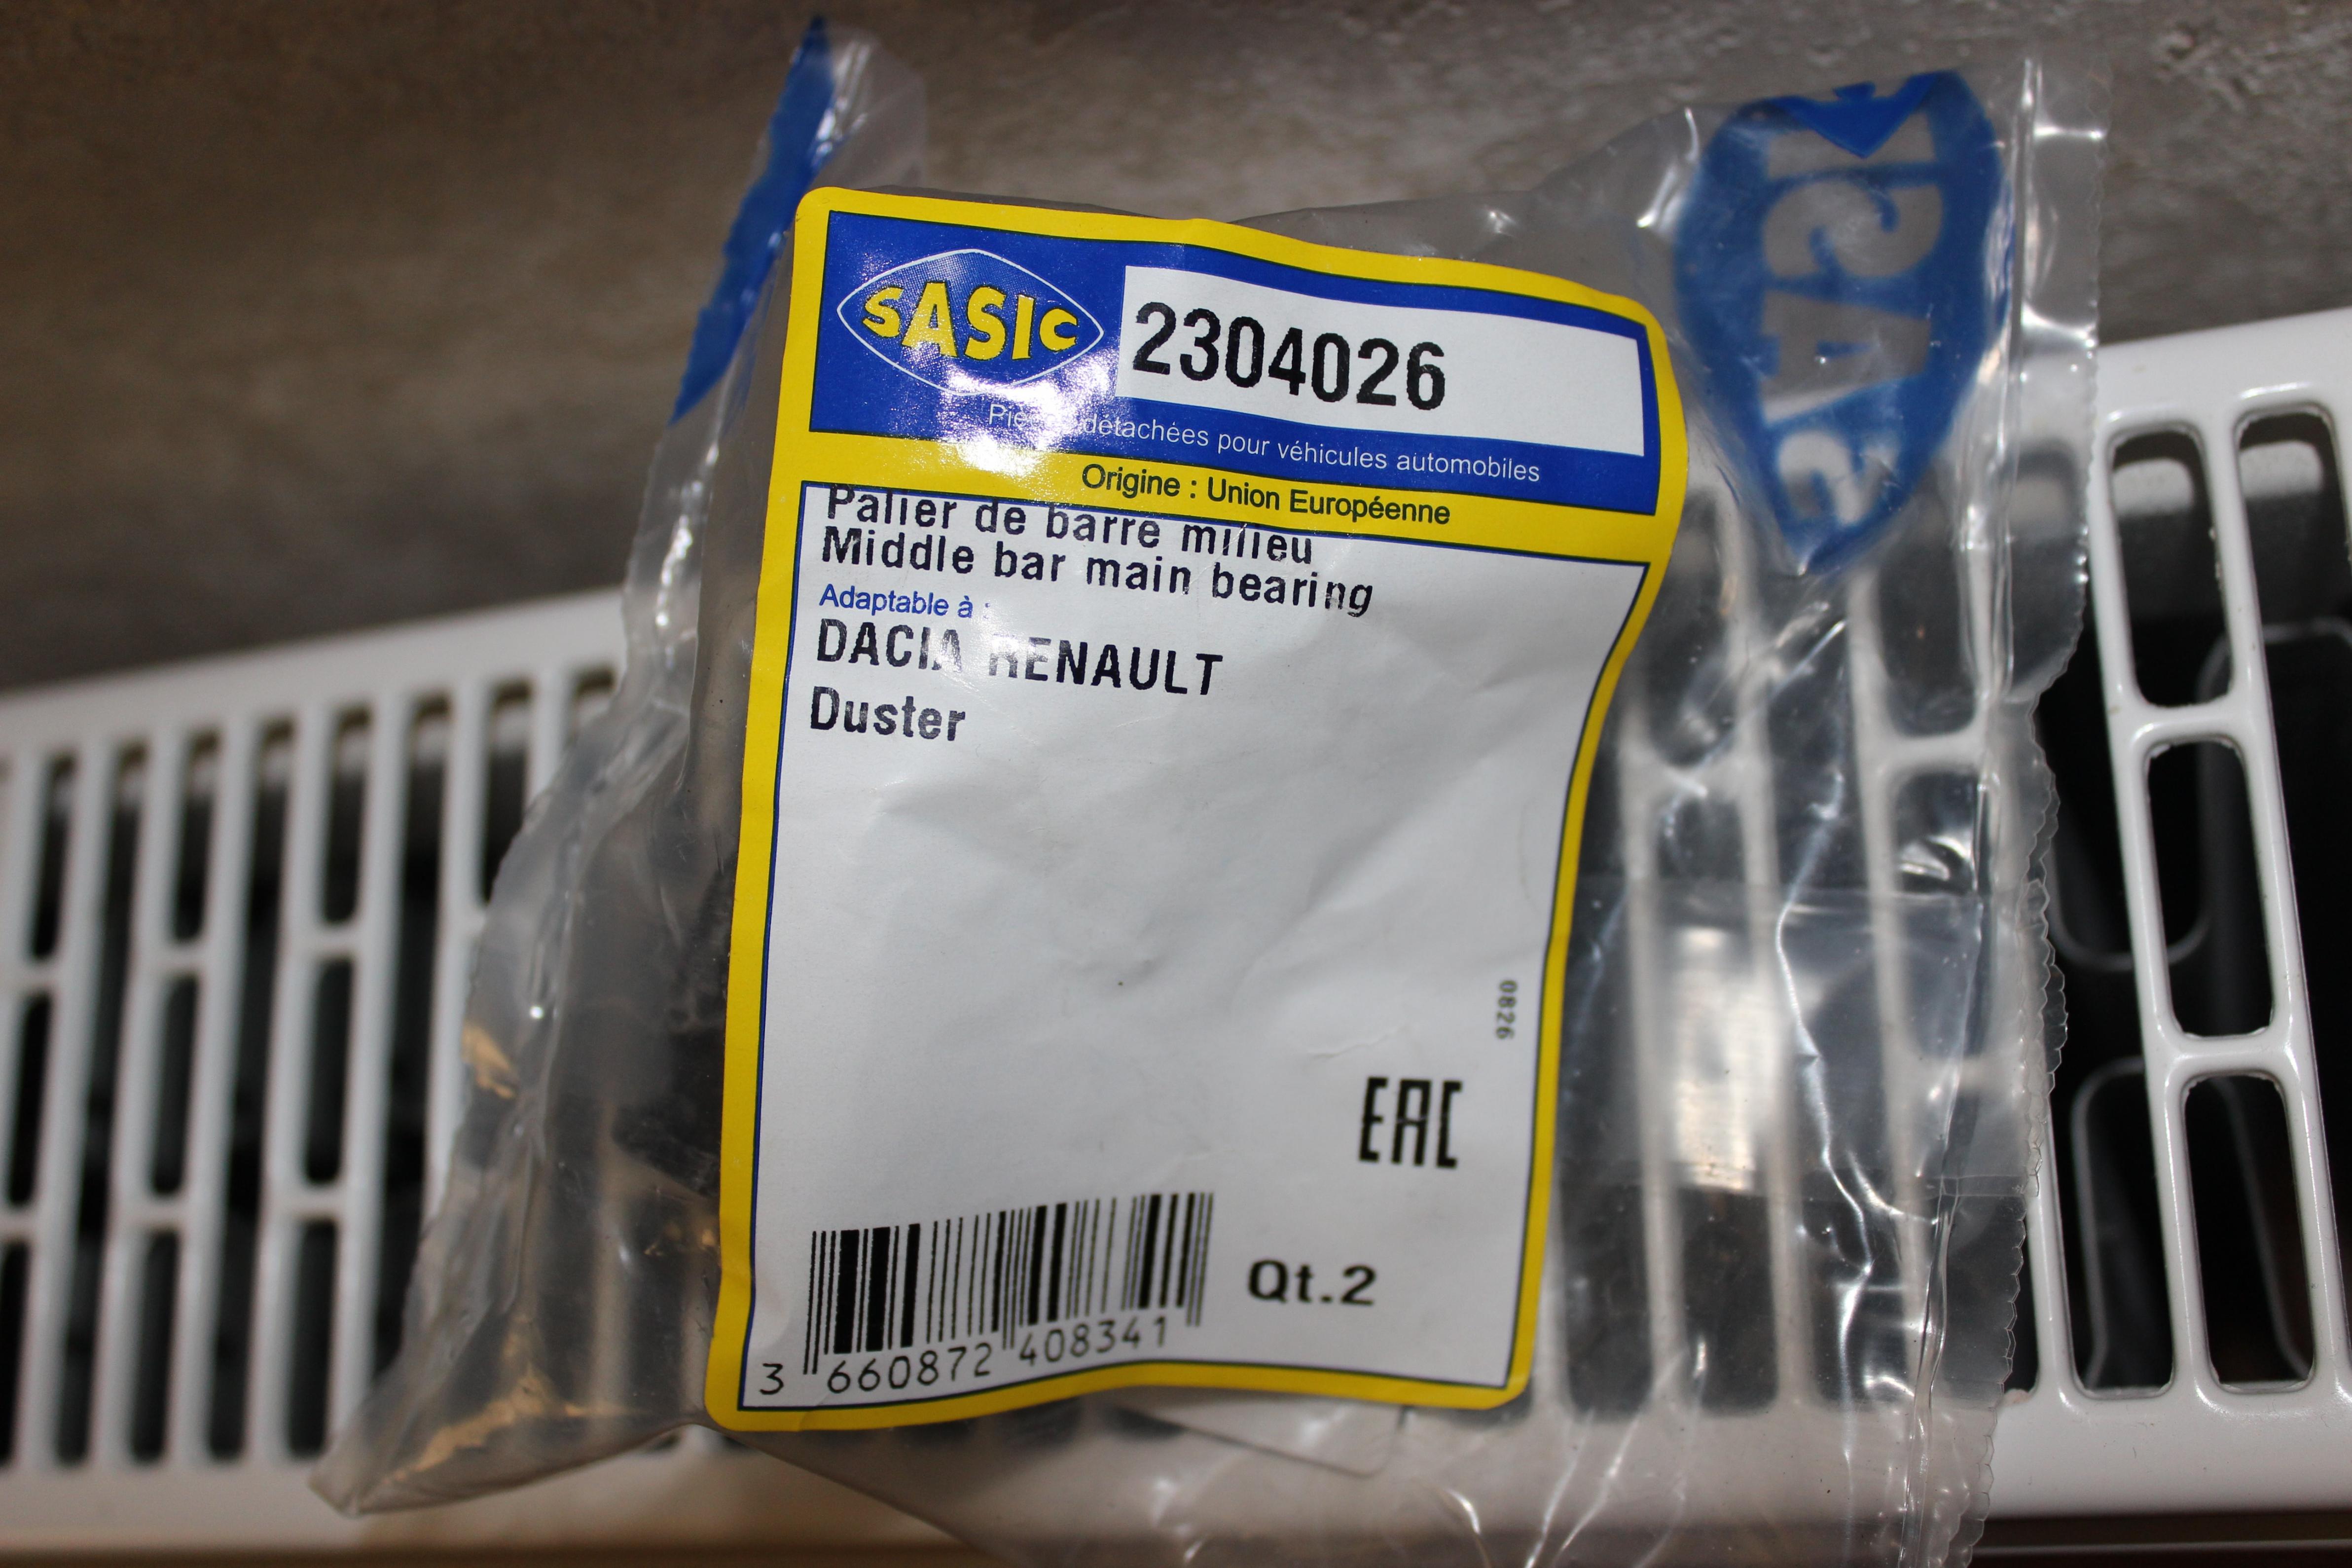 SASIC
2304026
détachées pour véhicules automobiles
Origine : Union Européenne
Palier de barre milieu
Middle bar main bearing
Adaptable à :
DACIA RENAULT
Duster
0826
EAC
Qt.2
3 660872 408341
SASIC